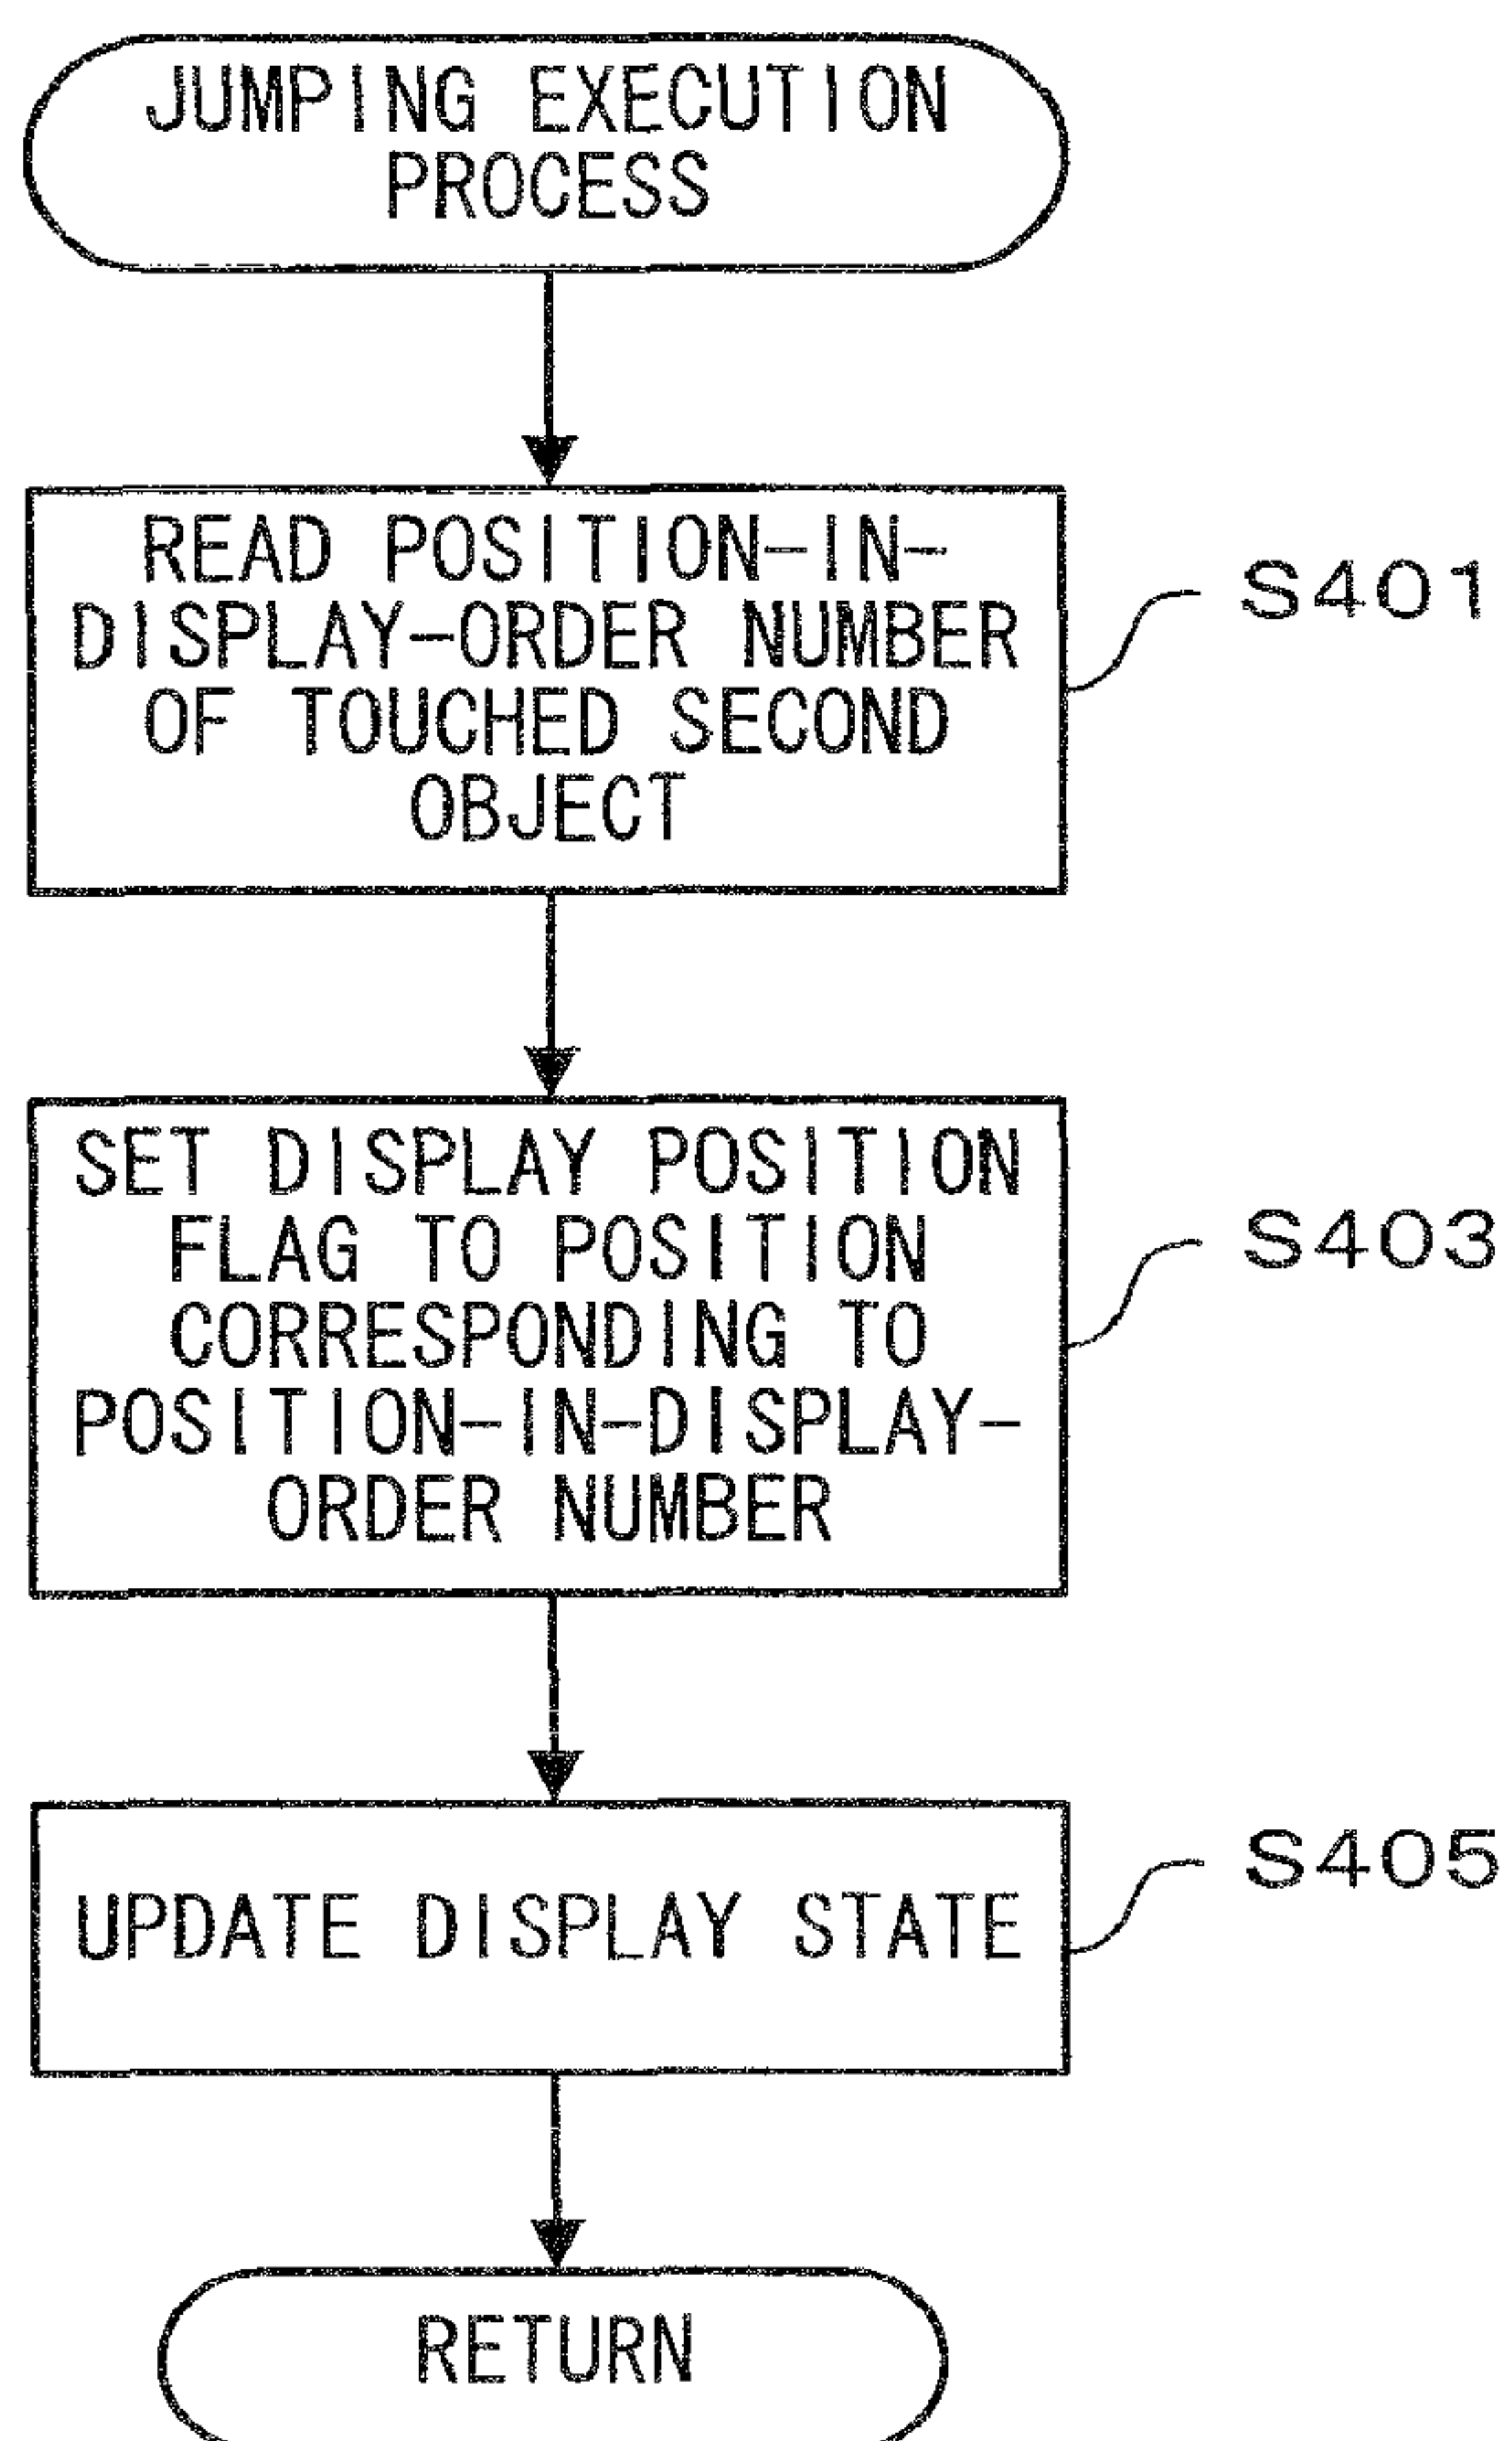 JUMPING EXECUTION
PROCESS
READ POSITION-IN-
DISPLAY-ORDER NUMBER
OF TOUCHED SECOND
OBJECT
S401
SET DISPLAY POSITION
FLAG TO POSITION
CORRESPONDING TO
POSITION-IN-DISPLAY-
ORDER NUMBER
S403
UPDATE DISPLAY STATE
S405
RETURN